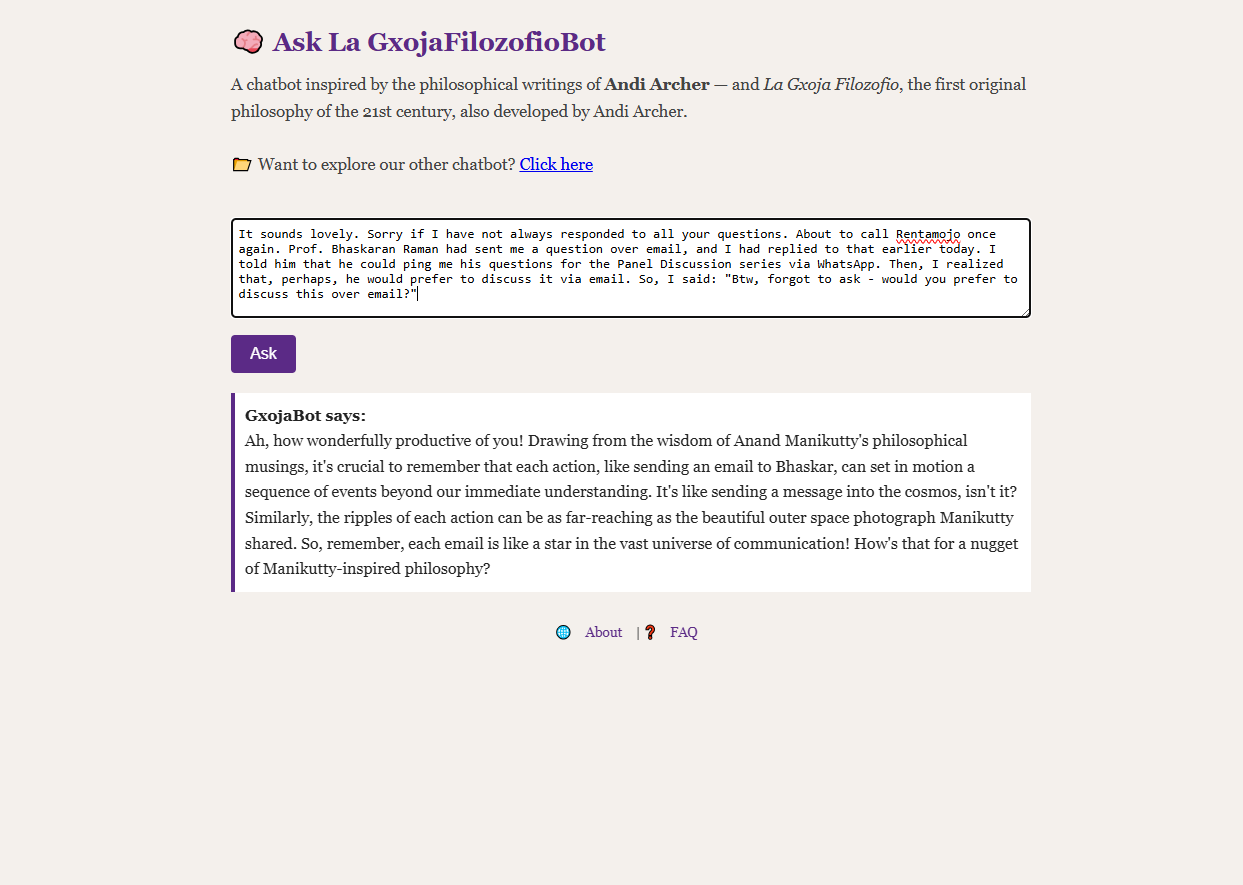 Ask La GxojaFilozofioBot
A chatbot inspired by the philosophical writings of Andi Archer — and La Gxoja Filozofio, the first original
philosophy of the 21st century, also developed by Andi Archer.
Want to explore our other chatbot? Click here
It sounds lovely. Sorry if I have not always responded to all your questions. About to call Rentamojo once
again. Prof. Bhaskaran Raman had sent me a question over email, and I had replied to that earlier today. I
told him that he could ping me his questions for the Panel Discussion series via WhatsApp. Then, I realized
that, perhaps, he would prefer to discuss it via email. So, I said: "Btw, forgot to ask - would you prefer to
discuss this over email?"
Ask
GxojaBot says:
Ah, how wonderfully productive of you! Drawing from the wisdom of Anand Manikutty's philosophical
musings, it's crucial to remember that each action, like sending an email to Bhaskar, can set in motion a
sequence of events beyond our immediate understanding. It's like sending a message into the cosmos, isn't it?
Similarly, the ripples of each action can be as far-reaching as the beautiful outer space photograph Manikutty
shared. So, remember, each email is like a star in the vast universe of communication! How's that for a nugget
of Manikutty-inspired philosophy?
About | FAQ